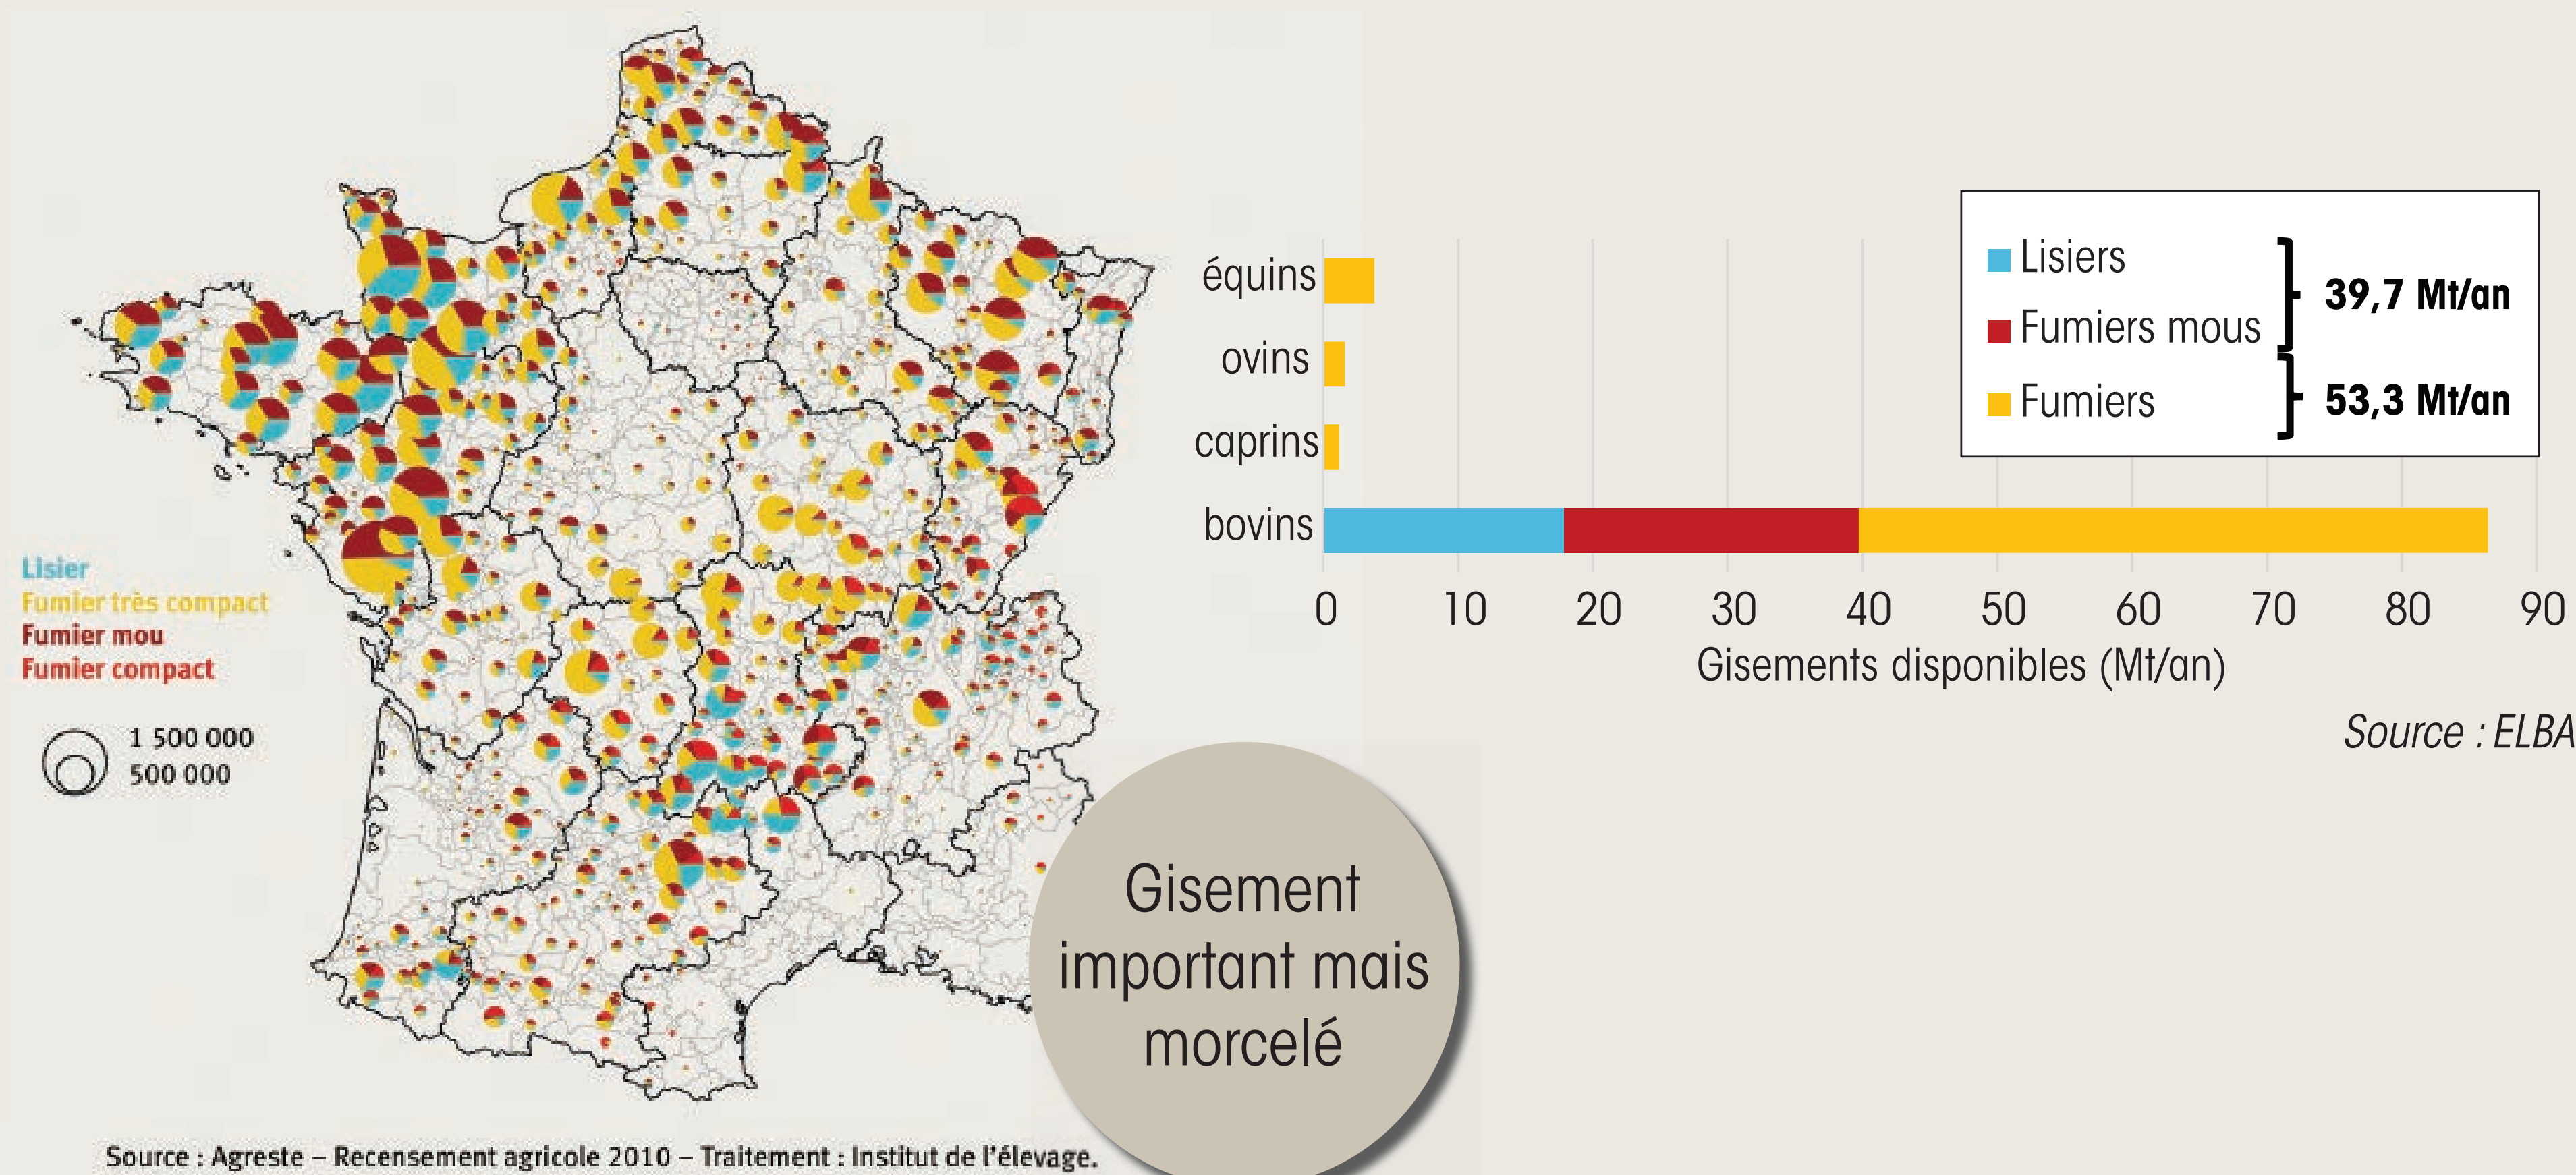 Lisier
Fumier très compact
Fumier mou
Fumier compact
1 500 000
500 000
Source : Agreste – Recensement agricole 2010 – Traitement : Institut de l'élevage.
Gisement
important mais
morcelé
Lisiers
Fumiers mous
39,7 Mt/an
Fumiers
53,3 Mt/an
équins
ovins
caprins
bovins
0 10 20 30 40 50 60 70 80 90
Gisements disponibles (Mt/an)
Source : ELBA